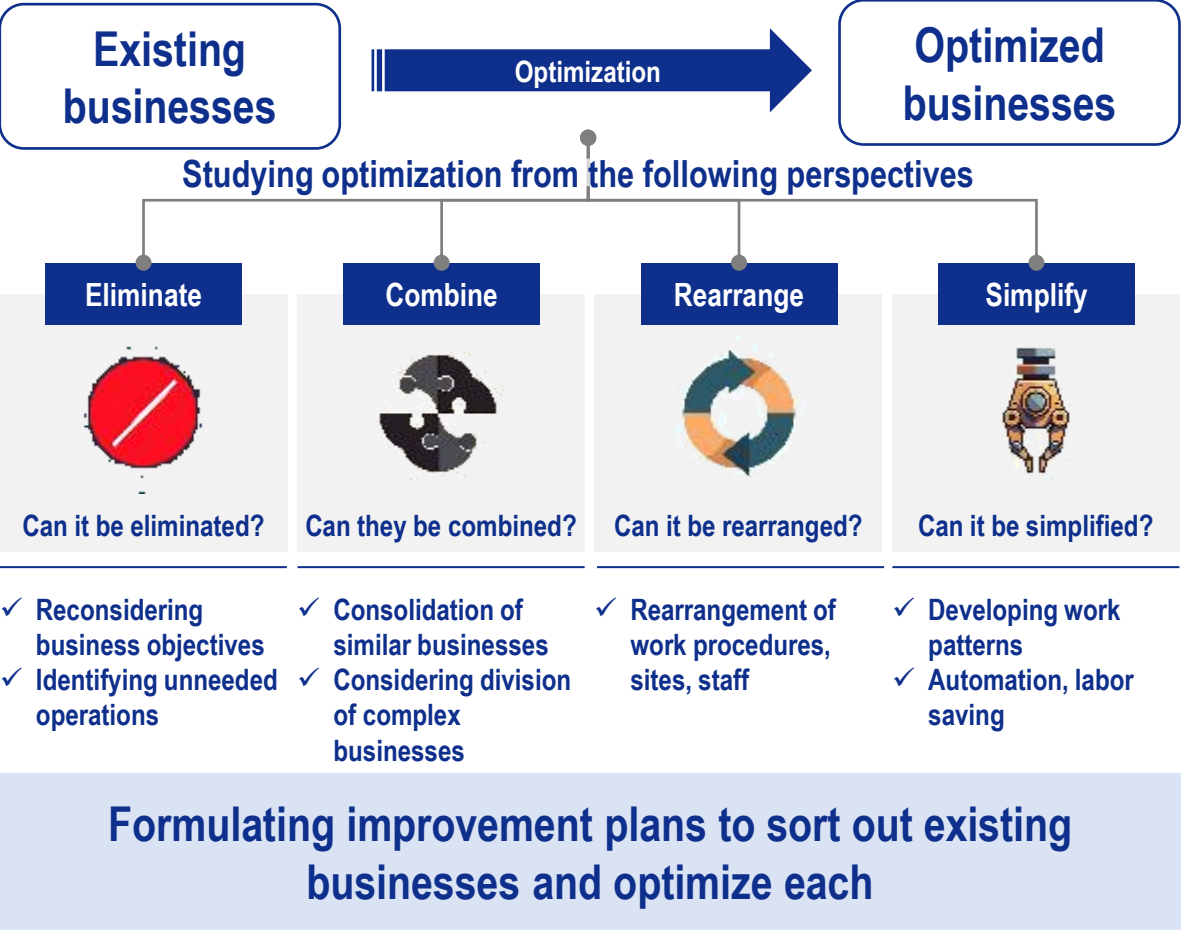 Existing
businesses
Optimization
Optimized
businesses
Studying optimization from the following perspectives
Eliminate
Can it be eliminated?
✓ Reconsidering
business objectives
✓ Identifying unneeded
operations
Combine
Can they be combined?
✓ Consolidation of
similar businesses
✓ Considering division
of complex
businesses
Rearrange
Can it be rearranged?
✓ Rearrangement of
work procedures,
sites, staff
Simplify
Can it be simplified?
✓ Developing work
patterns
✓ Automation, labor
saving
Formulating improvement plans to sort out existing
businesses and optimize each